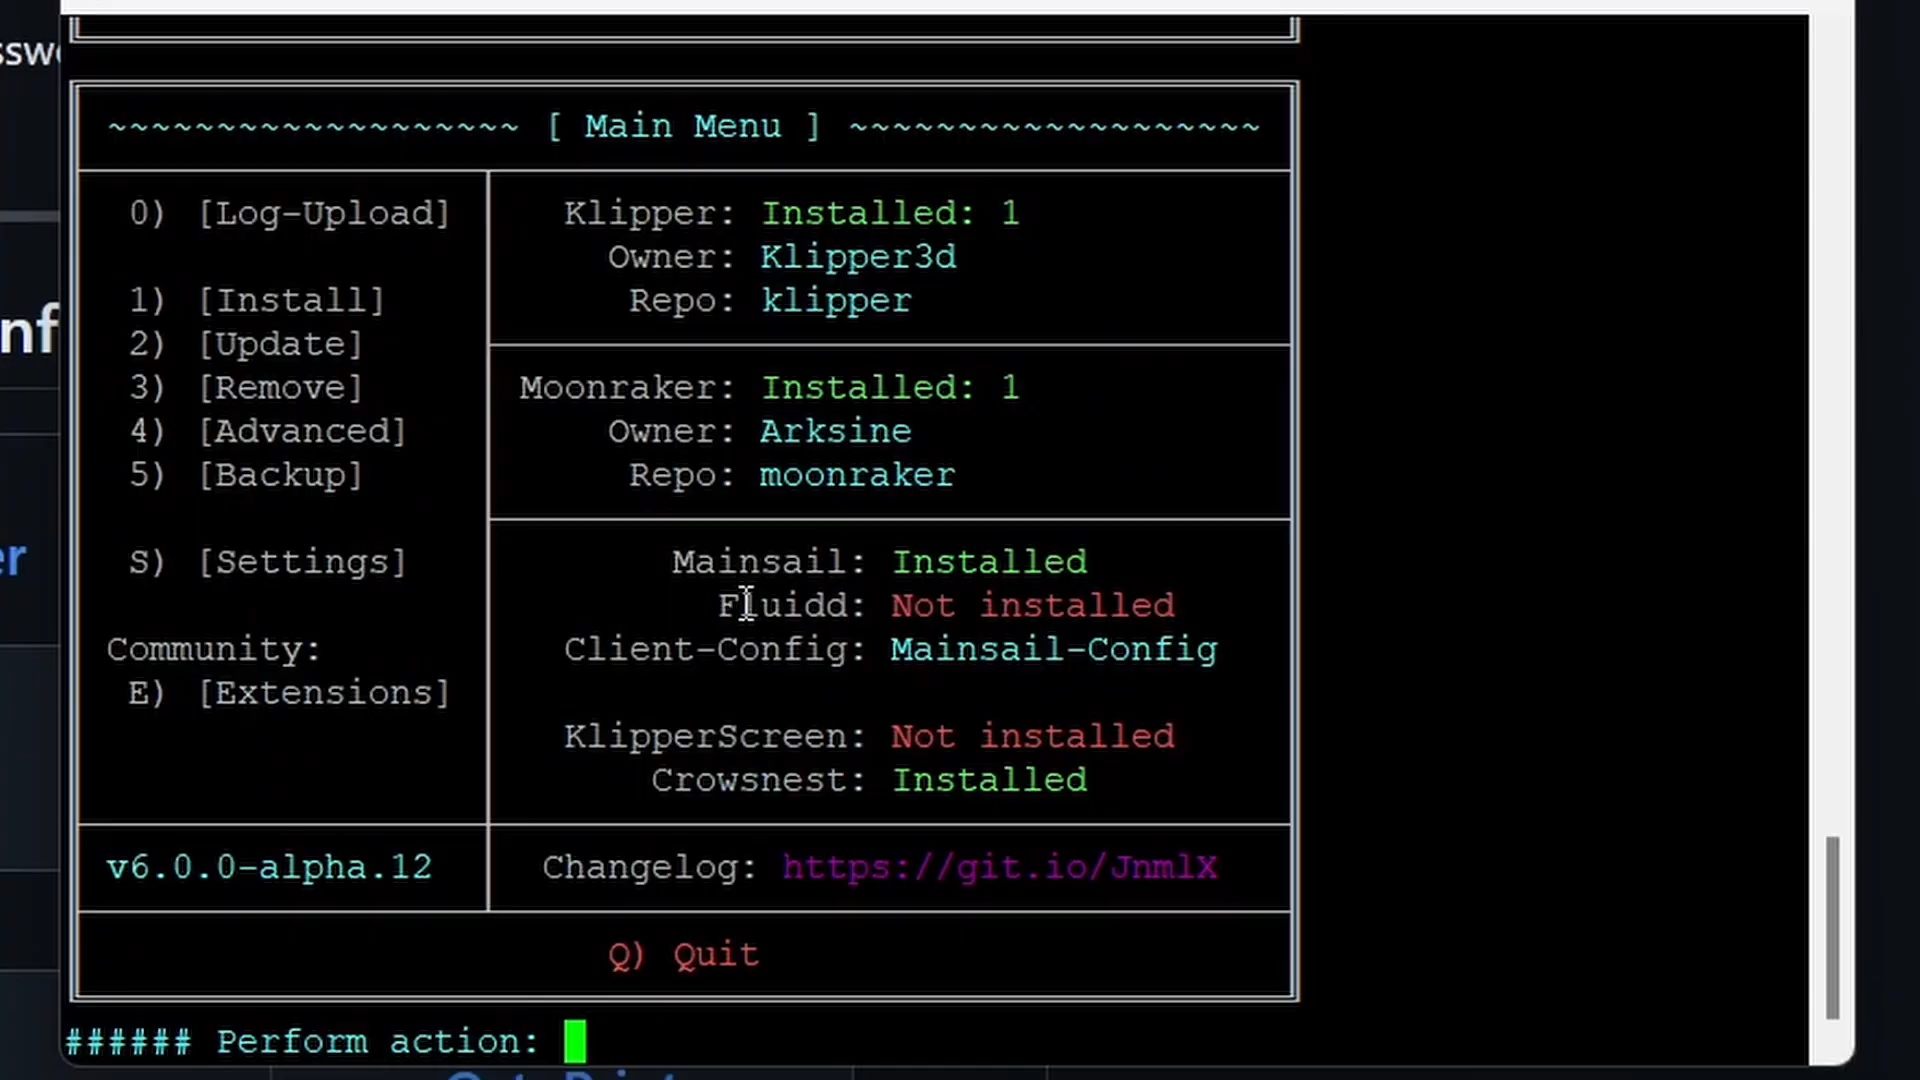 ~~~~~~~~~~~~~~~~~~~ [ Main Menu ] ~~~~~~~~~~~~~~~~~~~
0) [Log-Upload]
1) [Install]
2) [Update]
3) [Remove]
4) [Advanced]
5) [Backup]
S) [Settings]
Community:
E) [Extensions]
Klipper: Installed: 1
Owner: Klipper3d
Repo: klipper
Moonraker: Installed: 1
Owner: Arksine
Repo: moonraker
Mainsail: Installed
Fluidd: Not installed
Client-Config: Mainsail-Config
KlipperScreen: Not installed
Crowsnest: Installed
v6.0.0-alpha.12
Changelog: https://git.io/JnmlX
Q) Quit
###### Perform action: